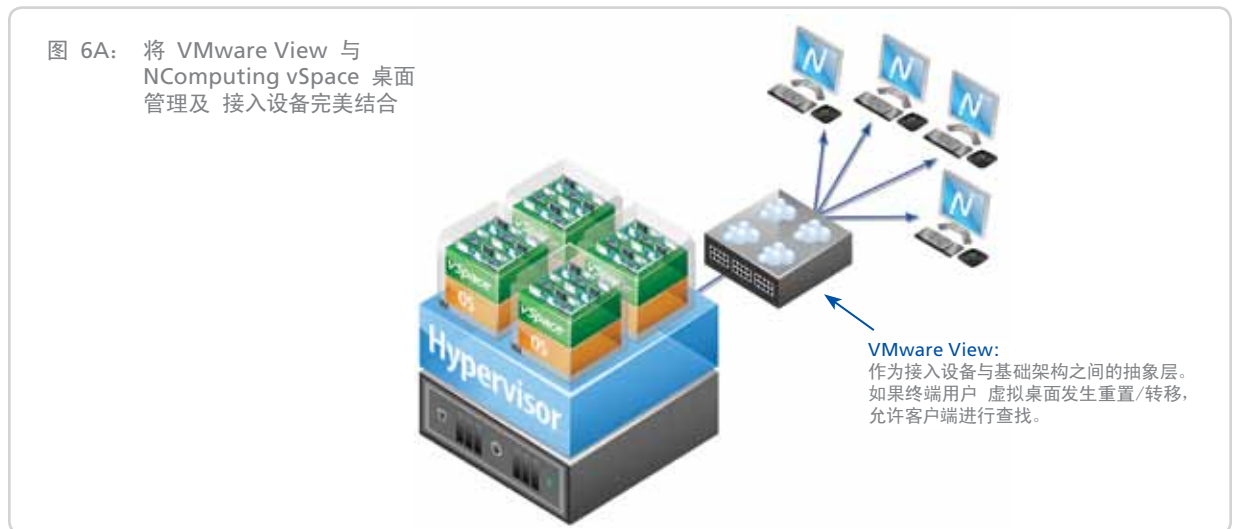 图 6A： 将 VMware View 与
NComputing vSpace 桌面
管理及 接入设备完美结合
N
N
N
N
vSpace
vSpace
OS
vSpace
OS
Hypervisor
VMware View:
作为接入设备与基础架构之间的抽象层。
如果终端用户 虚拟桌面发生重置/转移，
允许客户端进行查找。